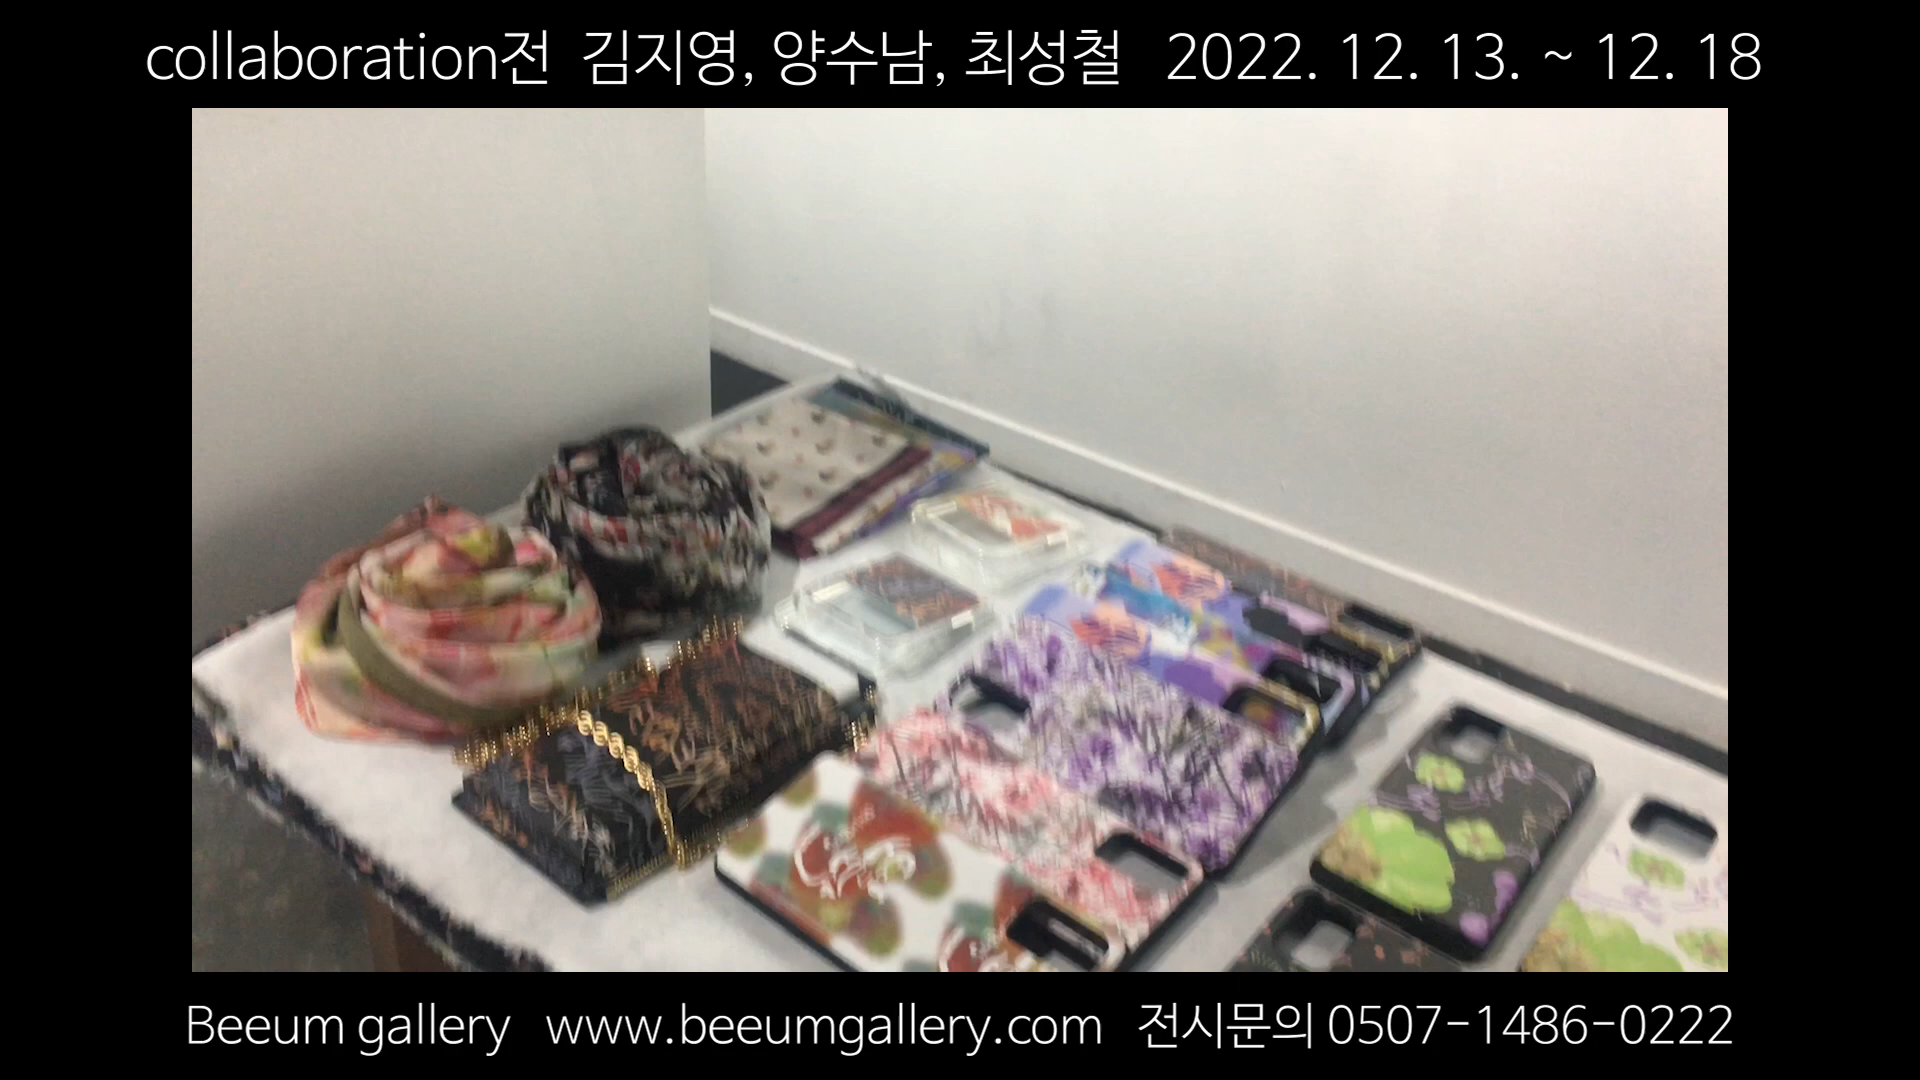 collaboration전 김지영, 양수남, 최성철 2022. 12. 13. ~ 12. 18
Beeum gallery www.beeumgallery.com 전시문의 0507-1486-0222